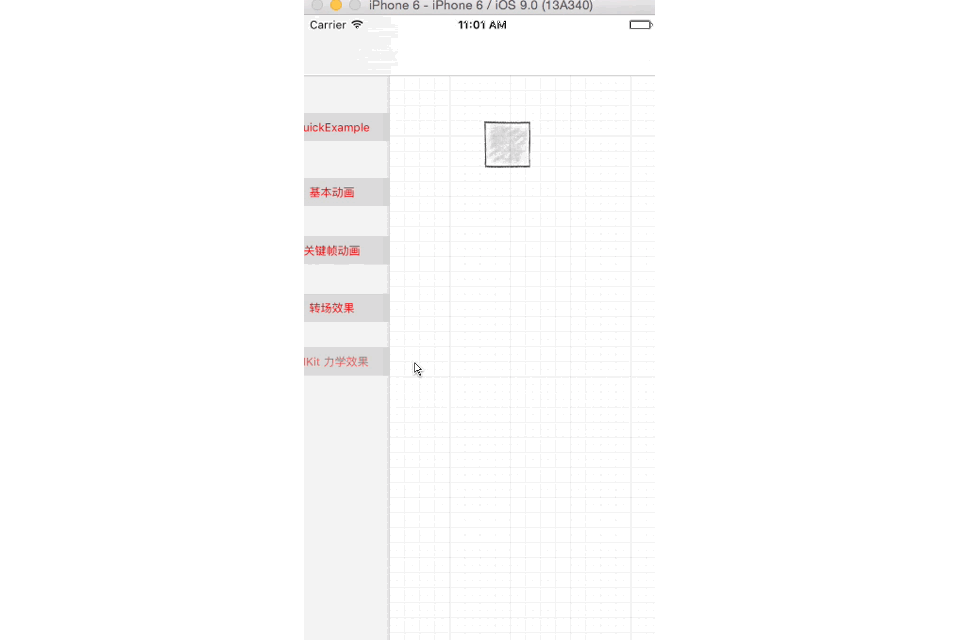 iPhone 6 - iPhone 6 / iOS 9.0 (13A340)
Carrier 11:01 AM
uickExample
基本动画
关键帧动画
转场效果
IKit 力学效果